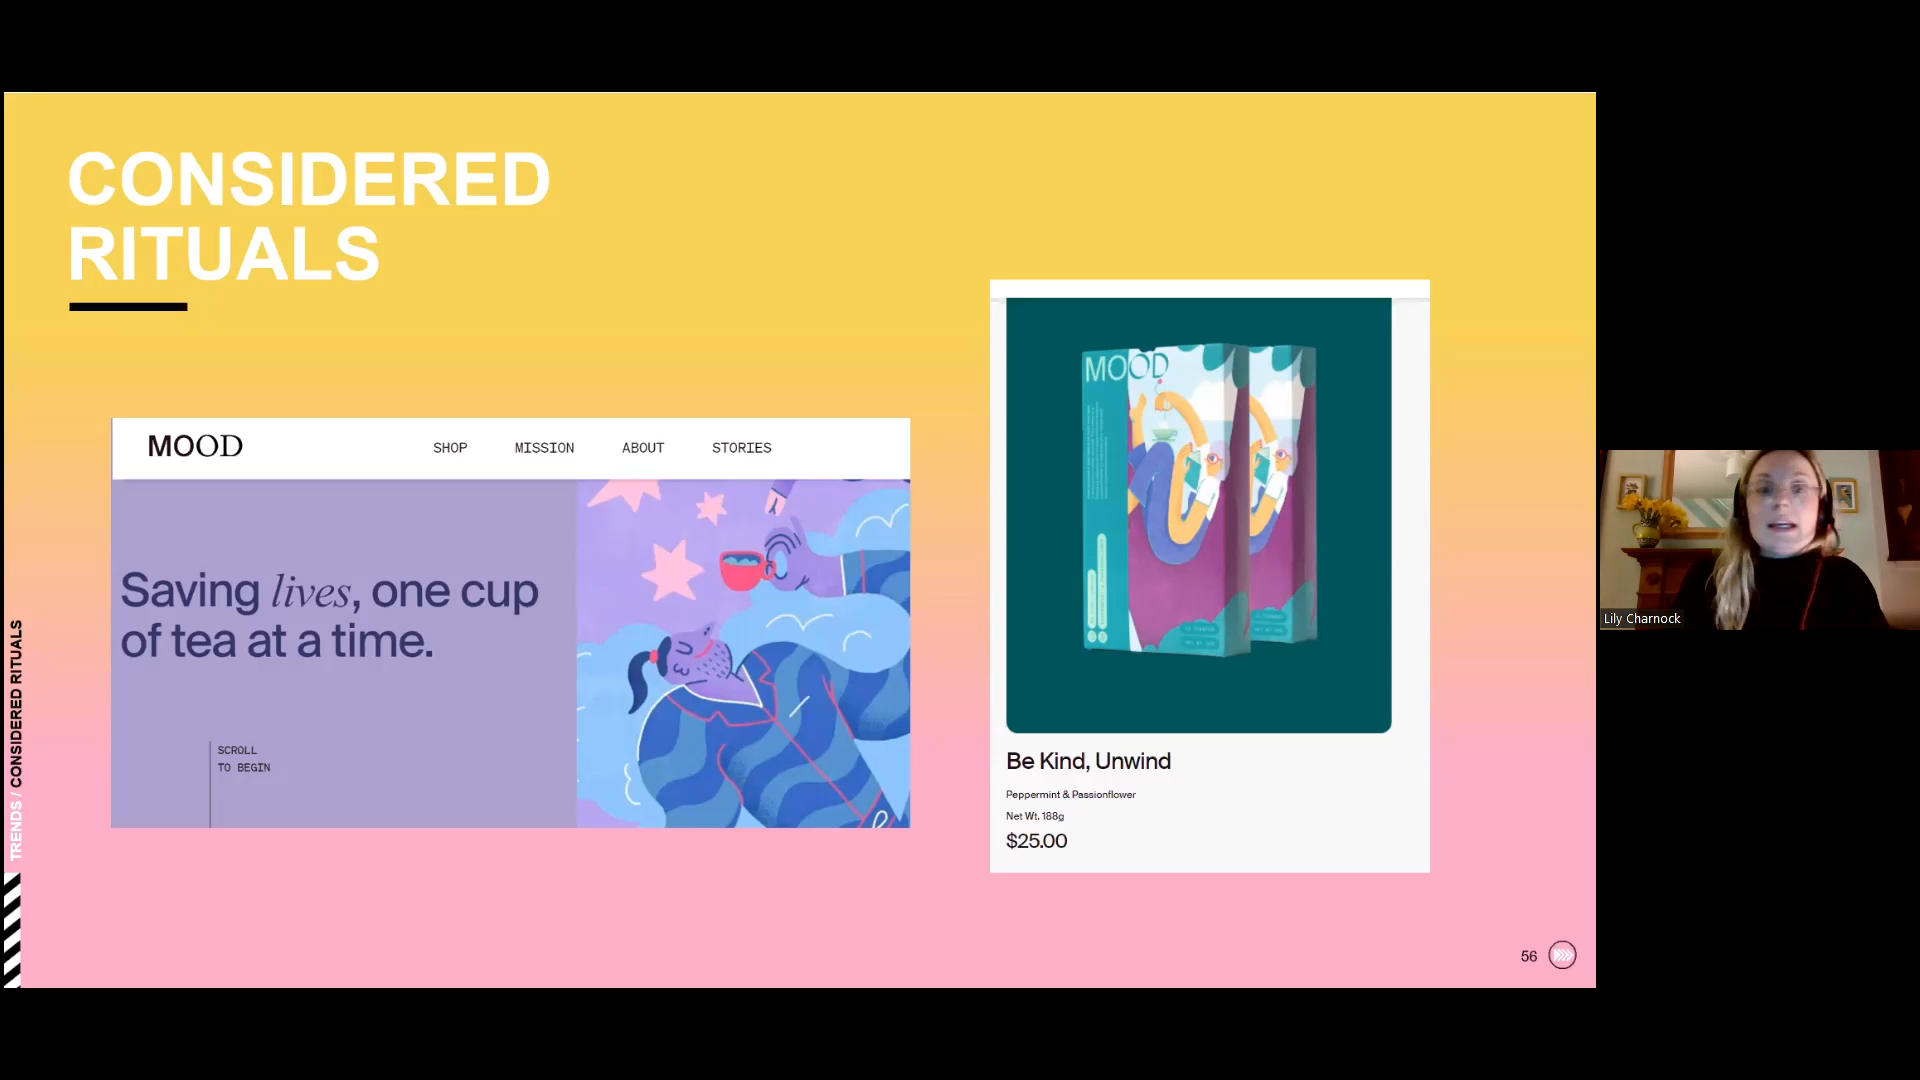 CONSIDERED
RITUALS
MOOD
SHOP
MISSION
ABOUT
STORIES
Saving lives, one cup
of tea at a time.
SCROLL
TO BEGIN
MOOD
Be Kind, Unwind
Peppermint & Passionflower
Net Wt. 188g
$25.00
TRENDS / CONSIDERED RITUALS
56
Lily Charnock